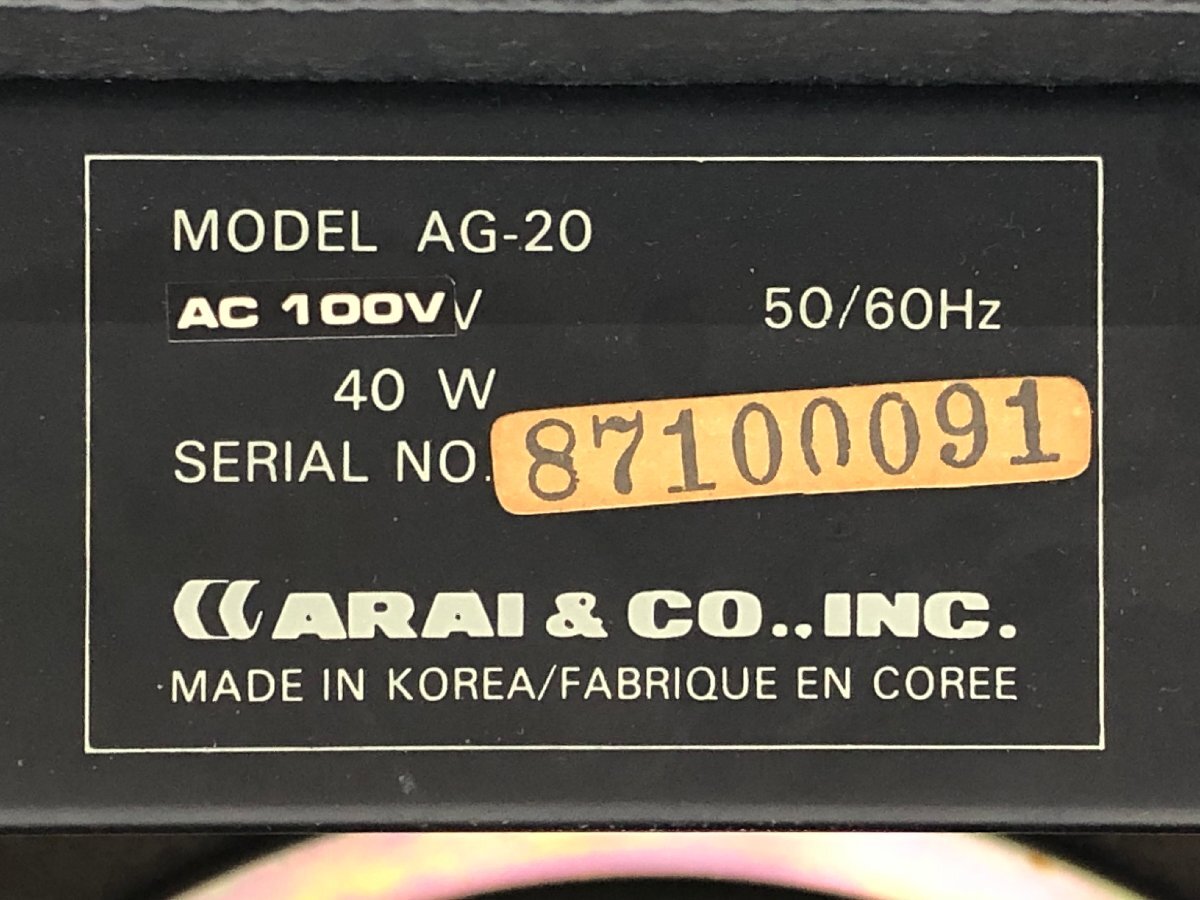 MODEL AG-20
AC 100V V 50/60Hz
40 W
SERIAL NO. 87100091
ARAI & CO.,INC.
MADE IN KOREA/FABRIQUE EN COREE